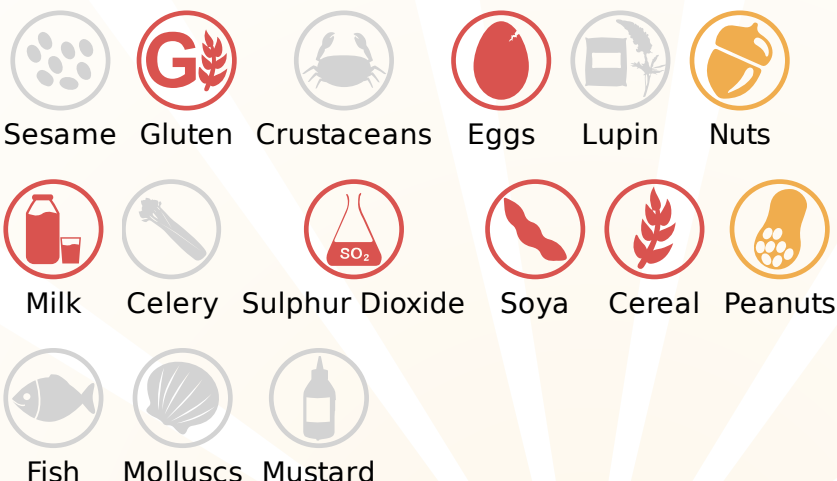 G
Sesame Gluten Crustaceans Eggs Lupin Nuts
SO₂
Milk Celery Sulphur Dioxide Soya Cereal Peanuts
Fish Molluscs Mustard